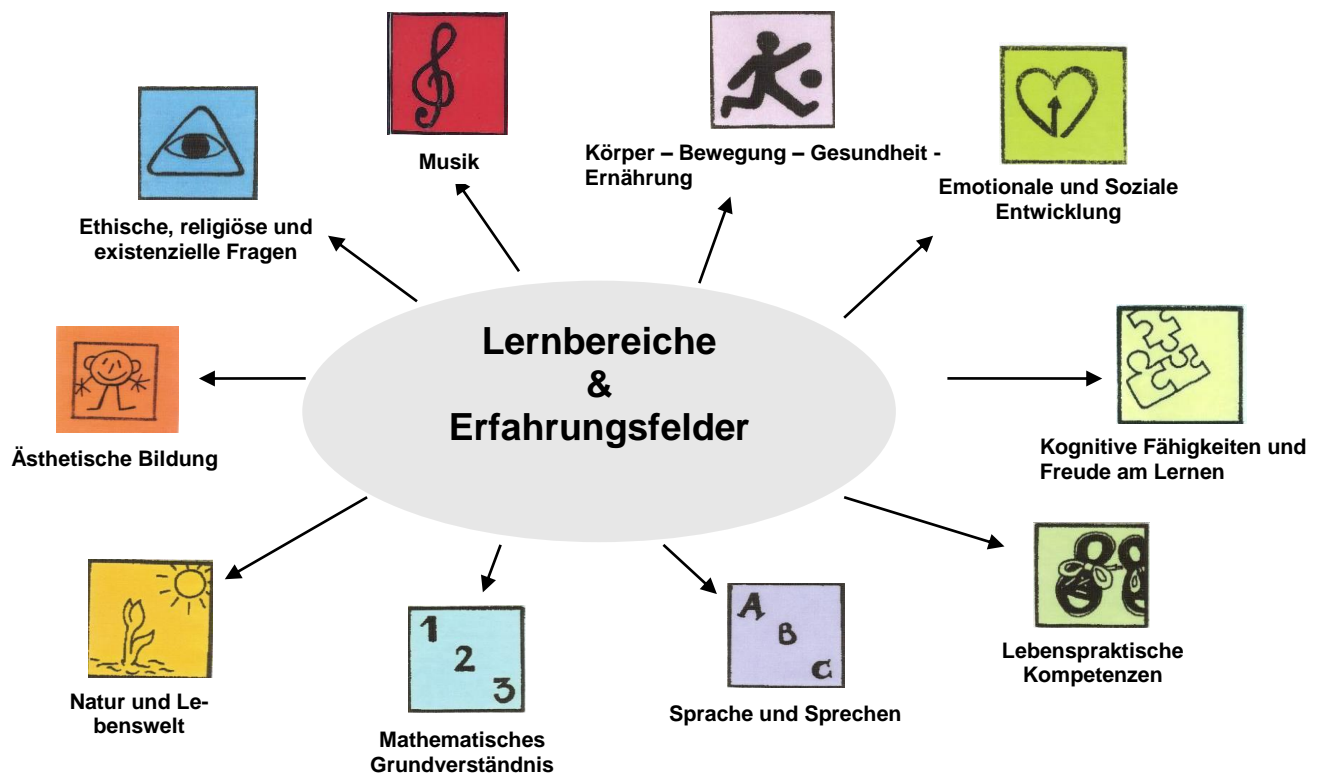 Musik
Körper – Bewegung – Gesundheit -
Ernährung
Emotionale und Soziale
Entwicklung
Ethische, religiöse und
existenzielle Fragen
Lernbereiche
&
Erfahrungsfelder
Ästhetische Bildung
Kognitive Fähigkeiten und
Freude am Lernen
Natur und Le-
benswelt
1
2
3
Mathematisches
Grundverständnis
A
B
C
Sprache und Sprechen
Lebenspraktische
Kompetenzen